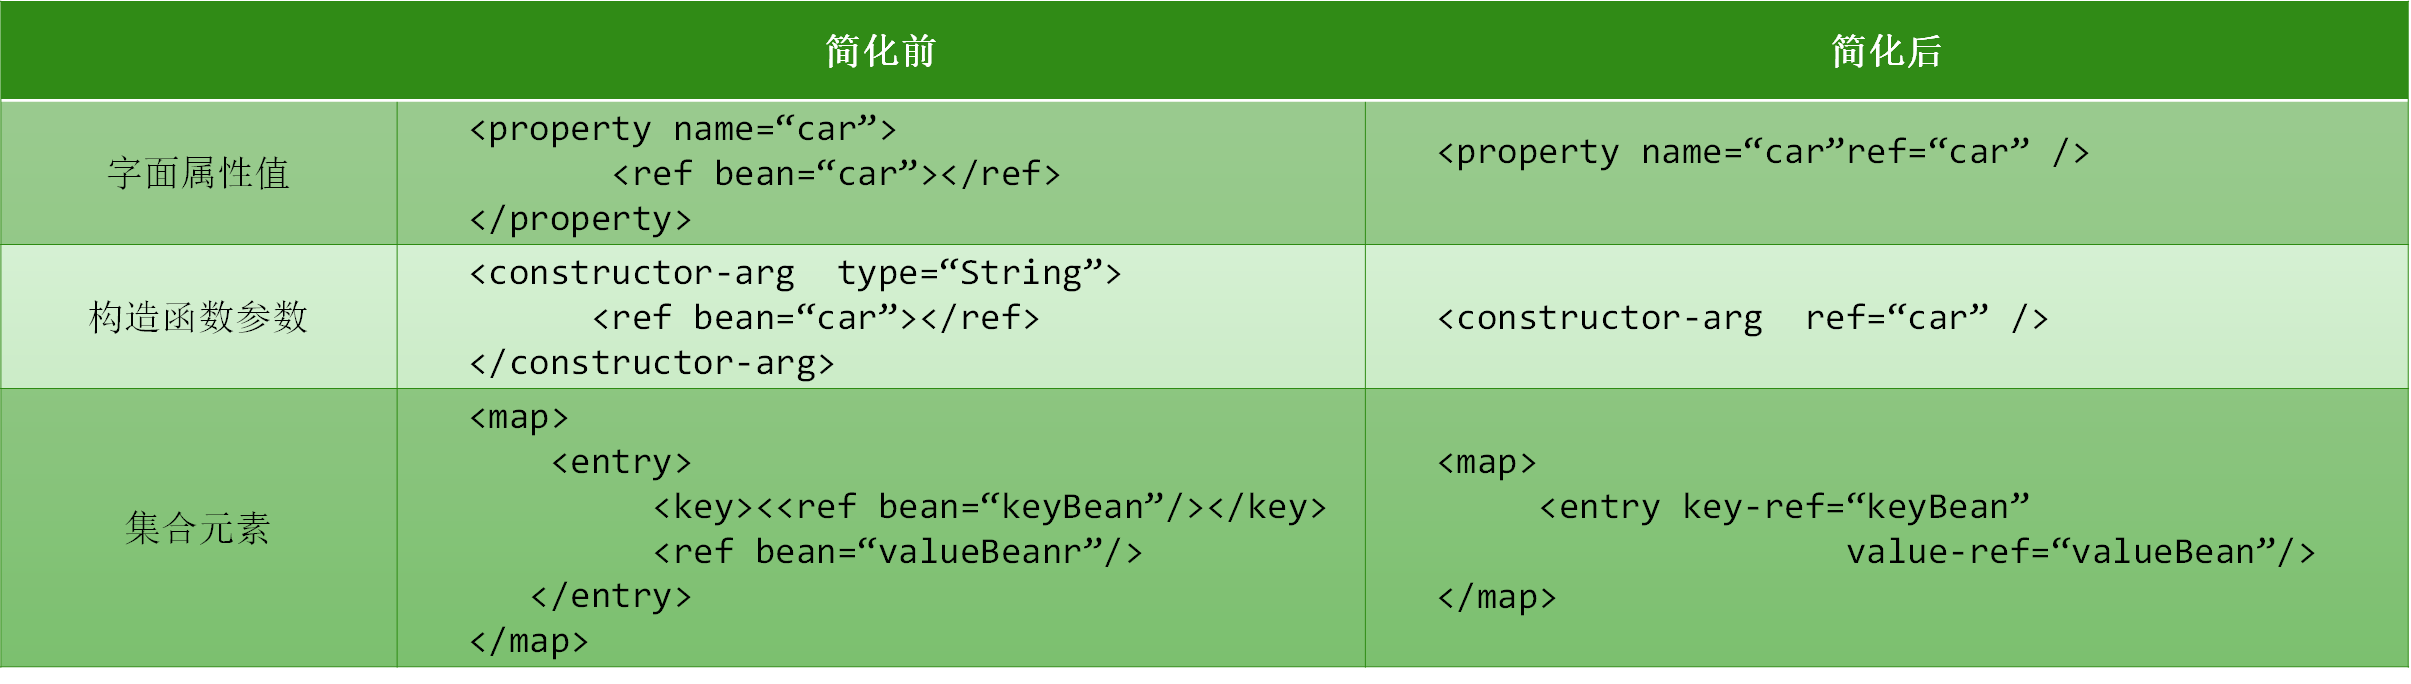 简化前 简化后
字面属性值
<property name=“car”>
<ref bean=“car”></ref>
</property>
<property name=“car”ref=“car” />
构造函数参数
<constructor-arg  type=“String”>
<ref bean=“car”></ref>
</constructor-arg>
<constructor-arg  ref=“car” />
集合元素
<map>
<entry>
<key><<ref bean=“keyBean”/></key>
<ref bean=“valueBeanr”/>
</entry>
</map>
<map>
<entry key-ref=“keyBean”
value-ref=“valueBean”/>
</map>